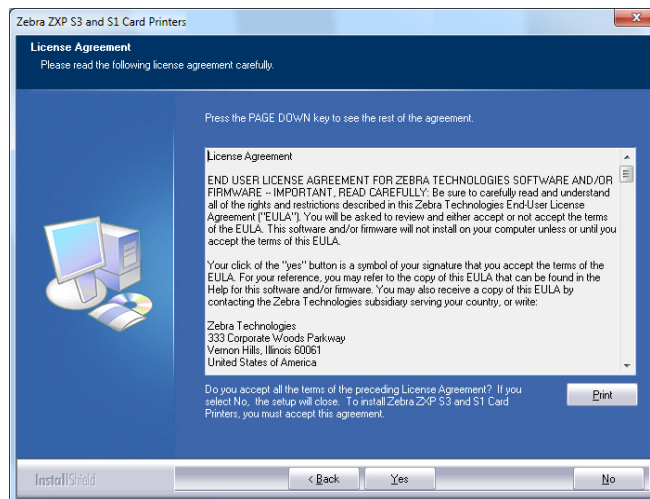 Zebra ZXP S3 and S1 Card Printers
License Agreement
Please read the following license agreement carefully.
Press the PAGE DOWN key to see the rest of the agreement.
License Agreement
END USER LICENSE AGREEMENT FOR ZEBRA TECHNOLOGIES SOFTWARE AND/OR
FIRMWARE -- IMPORTANT, READ CAREFULLY: Be sure to carefully read and understand
all of the rights and restrictions described in this Zebra Technologies End-User License
Agreement ("EULA"). You will be asked to review and either accept or not accept the terms
of the EULA. This software and/or firmware will not install on your computer unless or until you
accept the terms of this EULA.
Your click of the "yes" button is a symbol of your signature that you accept the terms of the
EULA. For your reference, you may refer to the copy of this EULA that can be found in the
Help for this software and/or firmware. You may also receive a copy of this EULA by
contacting the Zebra Technologies subsidiary serving your country, or write:
Zebra Technologies
333 Corporate Woods Parkway
Vernon Hills, Illinois 60061
United States of America
Do you accept all the terms of the preceding License Agreement? If you
select No, the setup will close. To install Zebra ZXP S3 and S1 Card
Printers, you must accept this agreement.
Print
InstallShield
< Back
Yes
No